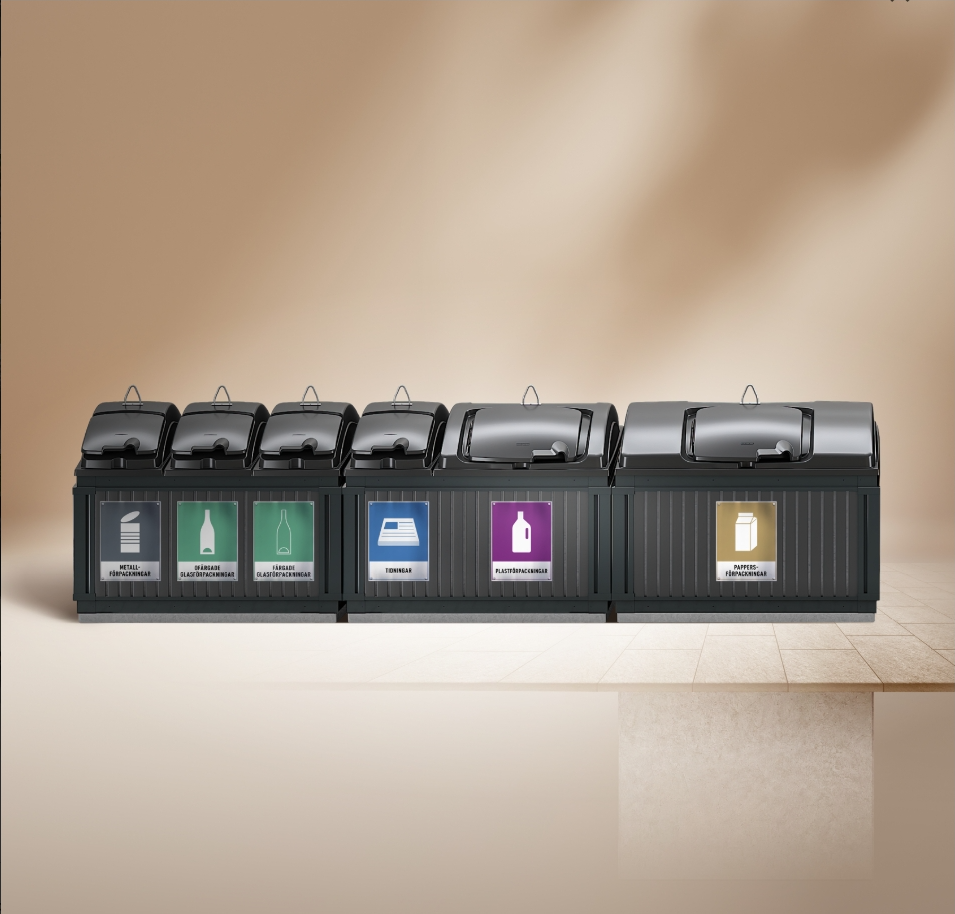 METALL-
FÖRPACKNINGAR
OFÄRGADE
GLASFÖRPACKNINGAR
FÄRGADE
GLASFÖRPACKNINGAR
TIDNINGAR
PLASTFÖRPACKNINGAR
PAPPERS-
FÖRPACKNINGAR